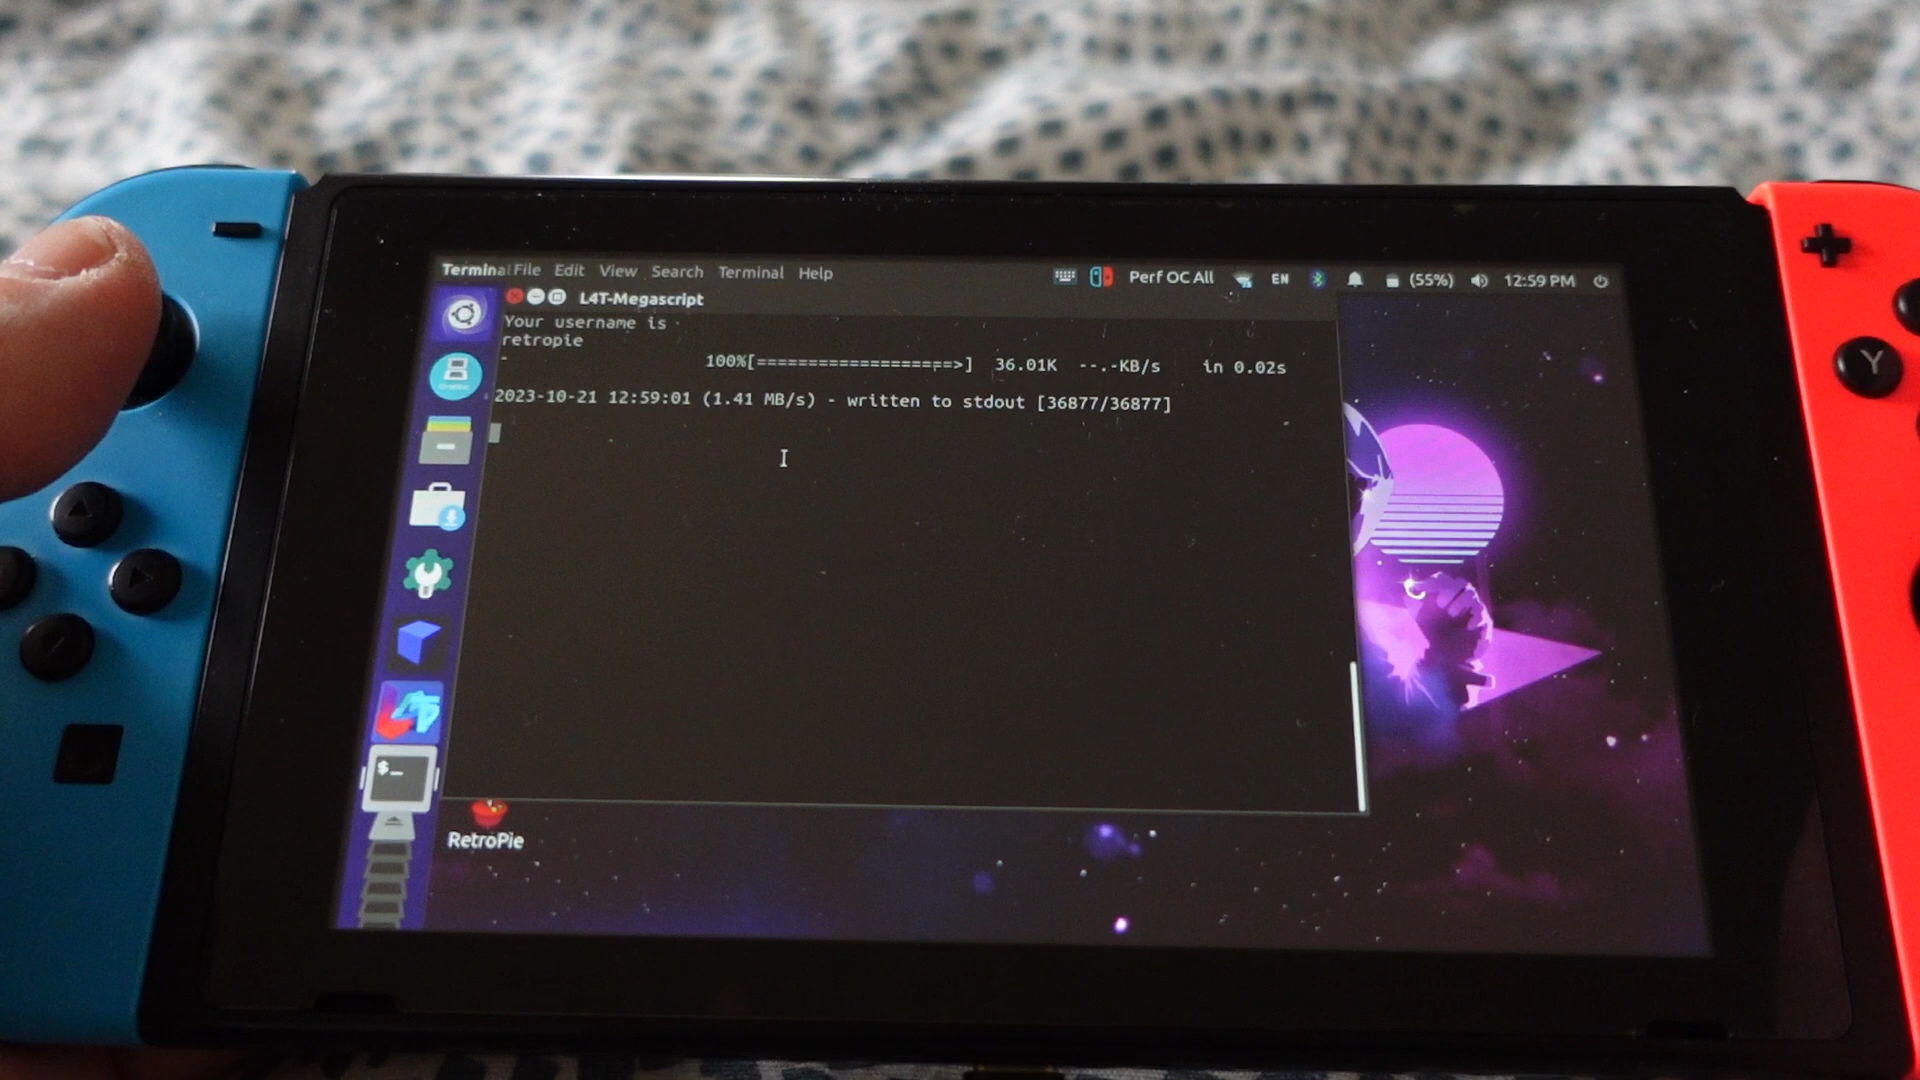 Terminal File Edit View Search Terminal Help Perf OC All EN (55%) 12:59 PM
L4T-Megascript
Your username is
retropie
- 100%[===================>] 36.01K --.-KB/s in 0.02s
2023-10-21 12:59:01 (1.41 MB/s) - written to stdout [36877/36877]
$_
RetroPie
Y